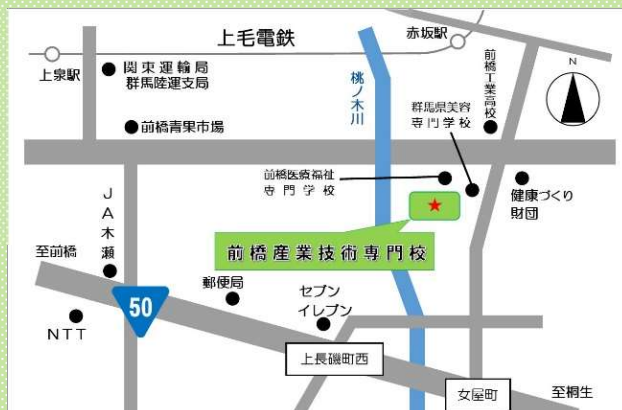 上毛電鉄
赤坂駅
上泉駅
関東運輸局
群馬陸運支局
桃ノ木川
前橋工業高校
N
群馬県美容
専門学校
前橋青果市場
前橋医療福祉
専門学校
健康づくり
財団
JA木瀬
至前橋
前橋産業技術専門校
50
郵便局
セブン
イレブン
NTT
上長磯町西
女屋町
至桐生